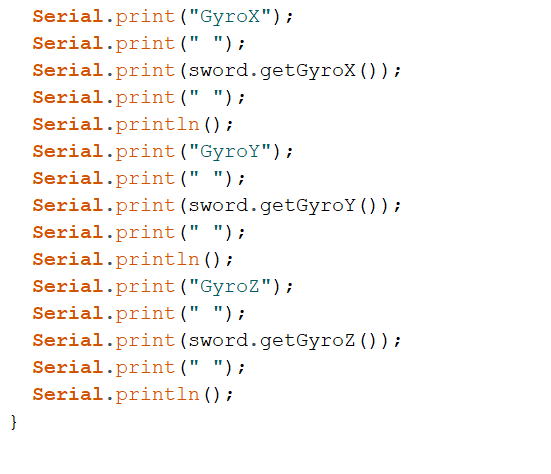 Serial.print("GyroX");
Serial.print(" ");
Serial.print(sword.getGyroX());
Serial.print(" ");
Serial.println();
Serial.print("GyroY");
Serial.print(" ");
Serial.print(sword.getGyroY());
Serial.print(" ");
Serial.println();
Serial.print("GyroZ");
Serial.print(" ");
Serial.print(sword.getGyroZ());
Serial.print(" ");
Serial.println();
}